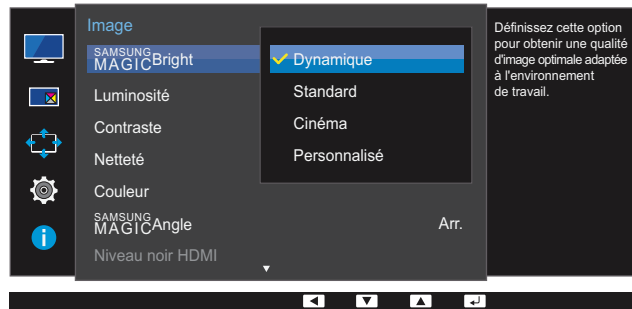 Image
SAMSUNG
MAGICBright
Luminosité
Contraste
Netteté
Couleur
SAMSUNG
MAGICAngle Arr.
Niveau noir HDMI
Dynamique
Standard
Cinéma
Personnalisé
Définissez cette option
pour obtenir une qualité
d'image optimale adaptée
à l'environnement
de travail.